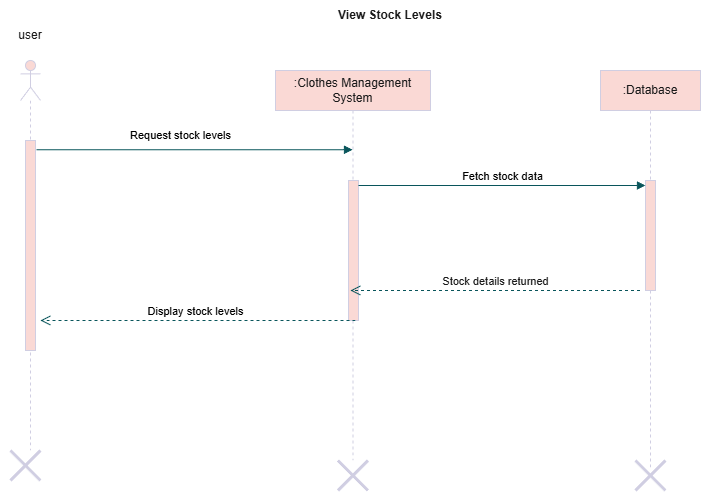 View Stock Levels
user
:Clothes Management
System
:Database
Request stock levels
Fetch stock data
Stock details returned
Display stock levels